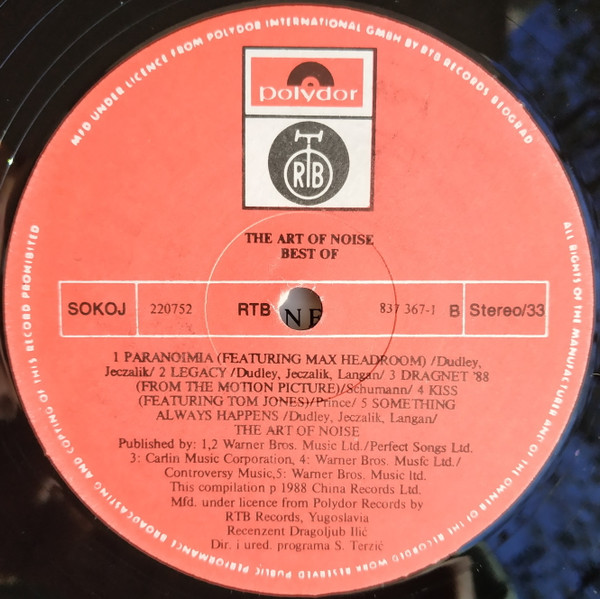 MFD UNDER LICENCE FROM POLYDOR INTERNATIONAL GMBH BY RTB RECORDS BEOGRAD
polydor
RTB
THE ART OF NOISE
BEST OF
SOKOJ 220752 RTB 837 367-1 B Stereo/33
1 PARANOIMIA (FEATURING MAX HEADROOM) /Dudley,
Jeczalik/ 2 LEGACY /Dudley, Jeczalik, Langan/ 3 DRAGNET '88
(FROM THE MOTION PICTURE)/Schumann/ 4 KISS
(FEATURING TOM JONES)/Prince/ 5 SOMETHING
ALWAYS HAPPENS /Dudley, Jeczalik, Langan/
THE ART OF NOISE
Published by: 1,2 Warner Bros. Music Ltd./Perfect Songs Ltd.
3: Carlin Music Corporation, 4: Warner Bros. Music Ltd./
Controversy Music,5: Warner Bros. Music ltd.
This compilation p 1988 China Records Ltd.
Mfd. under licence from Polydor Records by
RTB Records, Yugoslavia
Recenzent Dragoljub Ilić
Dir. i ured. programa S. Terzić
ALL RIGHTS OF THE MANUFACTURER ANT OF THE OWNER OF THE RECORDED WORK RESERVED PUBLIC PERFORMANCE BROADCASTING AND COPYING OF THIS RECORD PROHIBITED